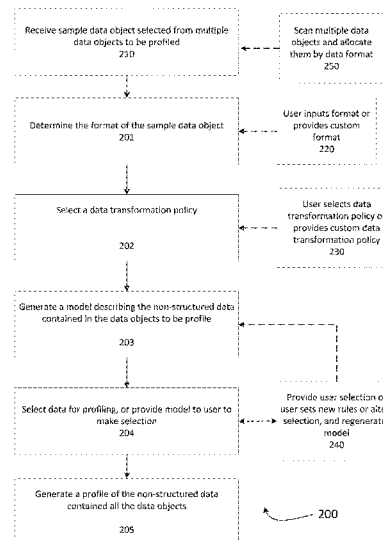 Receive sample data object selected from multiple
data objects to be profiled
210
Scan multiple data
objects and allocate
them by data format
250
Determine the format of the sample data object
201
User inputs format or
provides custom
format
220
Select a data transformation policy
202
User selects data
transformation policy o
provides custom data
transformation policy
230
Generate a model describing the non-structured data
contained in the data objects to be profile
203
Select data for profiling, or provide model to user to
make selection
204
Provide user selection o
user sets new rules or alte
selection, and regenerat
model
240
Generate a profile of the non-structured data
contained all the data objects
205
200